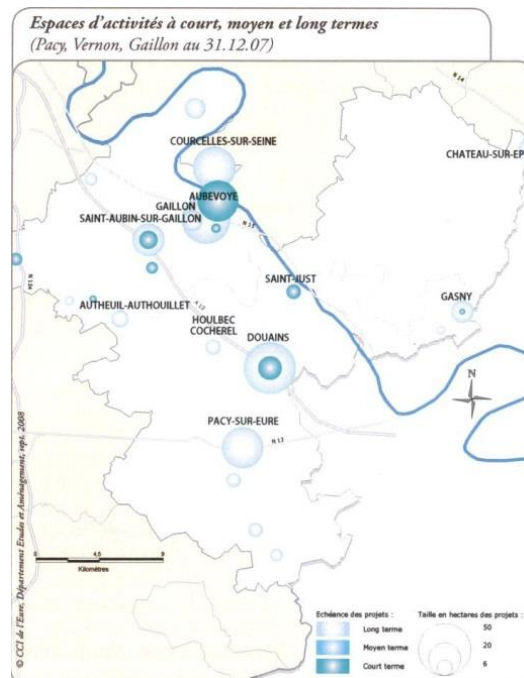 Espaces d'activités à court, moyen et long termes
(Pacy, Vernon, Gaillon au 31.12.07)
N 14
COURCELLES-SUR-SEINE
CHATEAU-SUR-EP
AUBEVOYE
GAILLON
SAINT-AUBIN-SUR-GAILLON
N 15
SAINT-JUST
GASNY
AUTHEUIL-AUTHOUILLET
HOULBEC
COCHEREL
DOUAINS
N
PACY-SUR-EURE
N 13
© CCI de l'Eure, Département Etudes et Aménagement, sept. 2008
0 4,5 9
Kilomètres
Echéance des projets :
Long terme
Moyen terme
Court terme
Taille en hectares des projets :
50
20
6